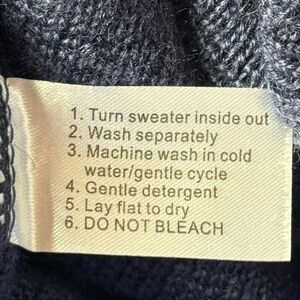 1. Turn sweater inside out
2. Wash separately
3. Machine wash in cold
water/gentle cycle
4. Gentle detergent
5. Lay flat to dry
6. DO NOT BLEACH